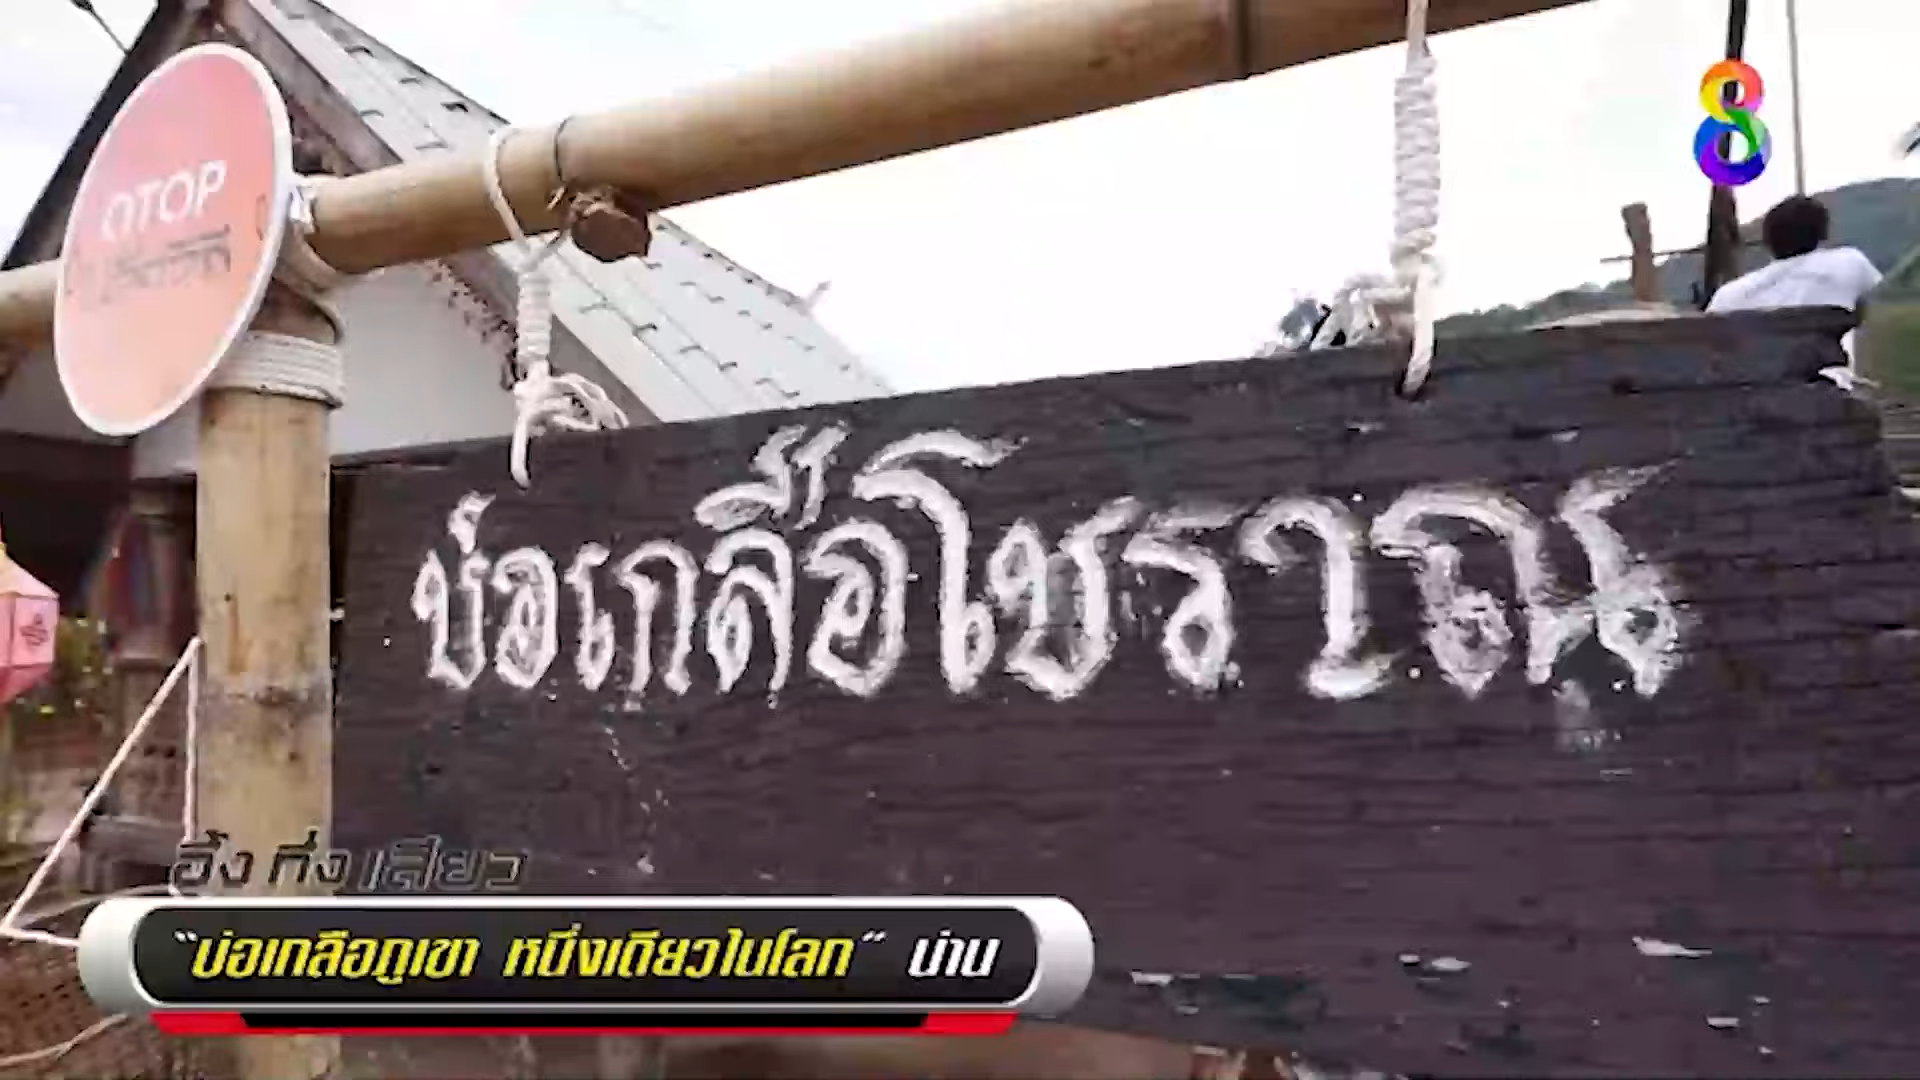 OTOP
บ่อเกลือโบราณ
อึ้ง ทึ่ง เสียว
“บ่อเกลือภูเขา หนึ่งเดียวในโลก” น่าน
8